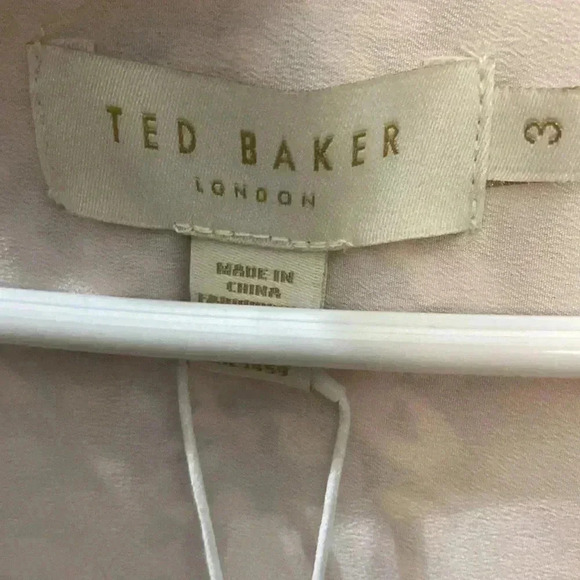 TED BAKER
LONDON
3
MADE IN
CHINA